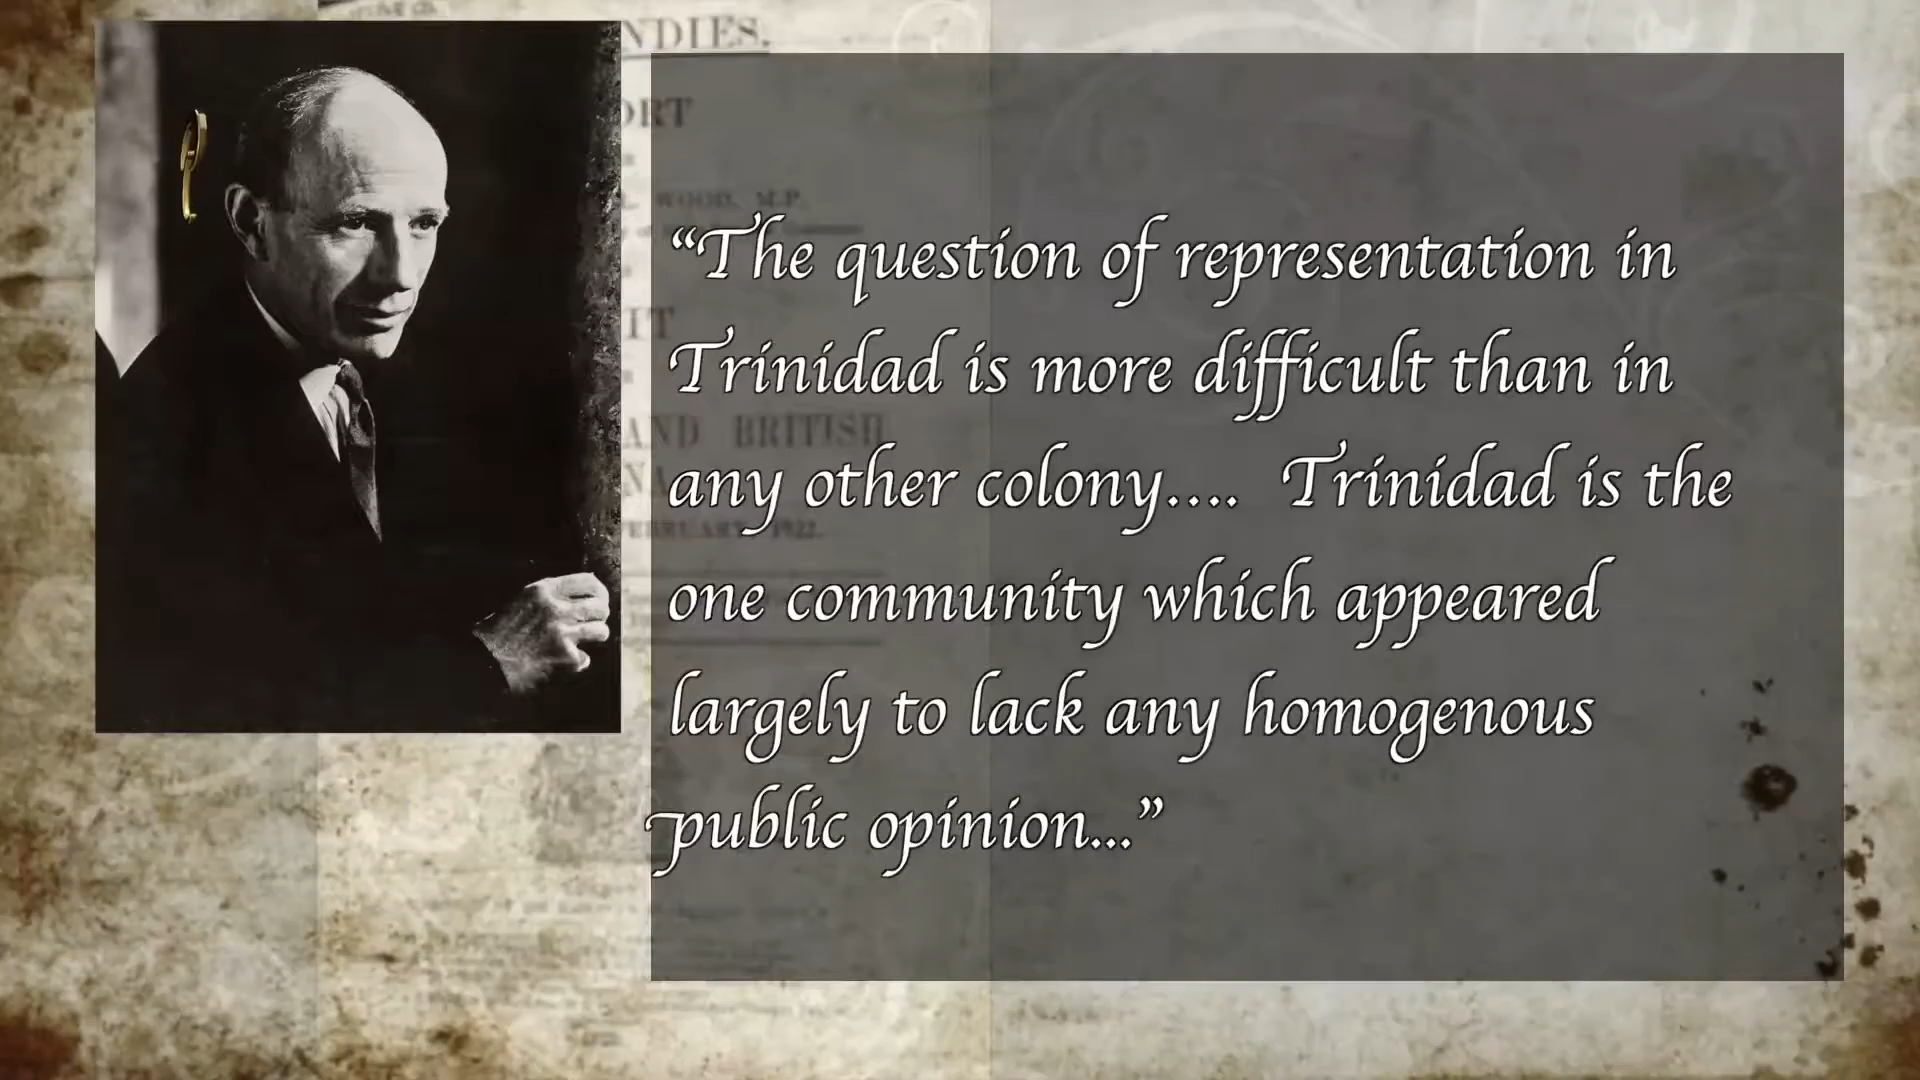 NDIES.
ORT
WOOD, M.P.
IT
AND BRITISH
NA
FEBRUARY, 1922.
“The question of representation in
Trinidad is more difficult than in
any other colony.... Trinidad is the
one community which appeared
largely to lack any homogenous
public opinion...”